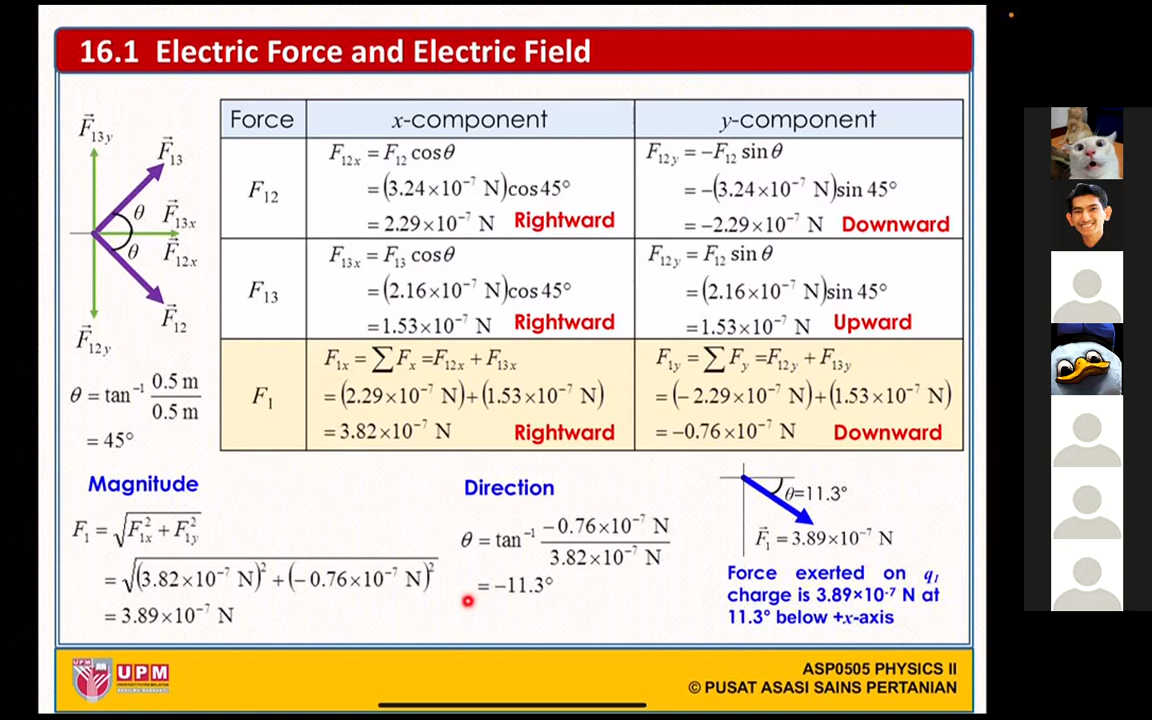 16.1 Electric Force and Electric Field
F⃗13y
F⃗13
θ F⃗13x
θ F⃗12x
F⃗12
F⃗12y
θ = tan⁻¹ 0.5 m / 0.5 m
= 45°
Force x-component y-component
F12
F12x = F12 cosθ
= (3.24×10⁻⁷ N)cos45°
= 2.29×10⁻⁷ N Rightward
F12y = −F12 sinθ
= −(3.24×10⁻⁷ N)sin 45°
= −2.29×10⁻⁷ N Downward
F13
F13x = F13 cosθ
= (2.16×10⁻⁷ N)cos45°
= 1.53×10⁻⁷ N Rightward
F12y = F12 sinθ
= (2.16×10⁻⁷ N)sin 45°
= 1.53×10⁻⁷ N Upward
F1
F1x = ∑Fx =F12x + F13x
= (2.29×10⁻⁷ N)+(1.53×10⁻⁷ N)
= 3.82×10⁻⁷ N Rightward
F1y = ∑Fy =F12y + F13y
= (− 2.29×10⁻⁷ N)+(1.53×10⁻⁷ N)
= −0.76×10⁻⁷ N Downward
Magnitude
F1 = √(F1x² + F1y²)
= √((3.82×10⁻⁷ N)² + (− 0.76×10⁻⁷ N)²)
= 3.89×10⁻⁷ N
Direction
θ = tan⁻¹ −0.76×10⁻⁷ N / 3.82×10⁻⁷ N
= −11.3°
θ=11.3°
F⃗1 = 3.89×10⁻⁷ N
Force exerted on q1
charge is 3.89×10⁻⁷ N at
11.3° below +x-axis
UPM
ASP0505 PHYSICS II
© PUSAT ASASI SAINS PERTANIAN